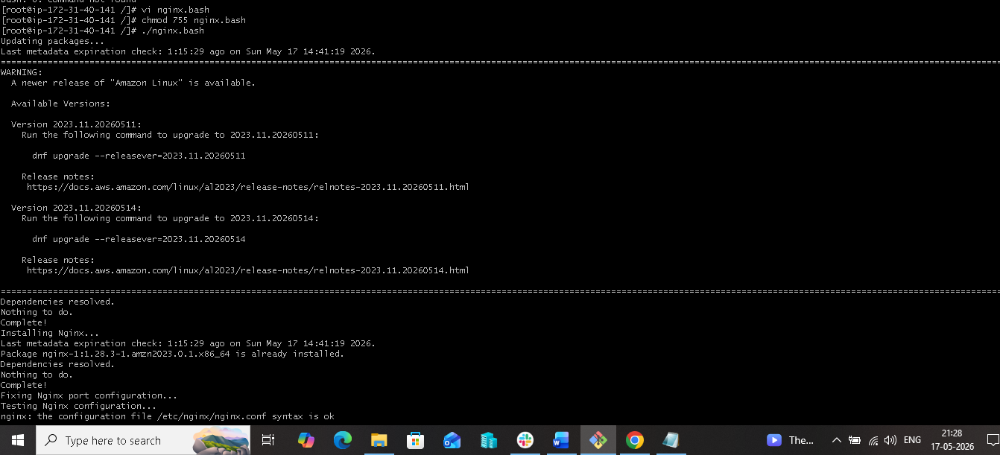 bash: 8: command not found
[root@ip-172-31-40-141 /]# vi nginx.bash
[root@ip-172-31-40-141 /]# chmod 755 nginx.bash
[root@ip-172-31-40-141 /]# ./nginx.bash
Updating packages...
Last metadata expiration check: 1:15:29 ago on Sun May 17 14:41:19 2026.
WARNING:
  A newer release of "Amazon Linux" is available.
  Available Versions:
  Version 2023.11.20260511:
    Run the following command to upgrade to 2023.11.20260511:
      dnf upgrade --releasever=2023.11.20260511
    Release notes:
     https://docs.aws.amazon.com/linux/al2023/release-notes/relnotes-2023.11.20260511.html
  Version 2023.11.20260514:
    Run the following command to upgrade to 2023.11.20260514:
      dnf upgrade --releasever=2023.11.20260514
    Release notes:
     https://docs.aws.amazon.com/linux/al2023/release-notes/relnotes-2023.11.20260514.html
Dependencies resolved.
Nothing to do.
Complete!
Installing Nginx...
Last metadata expiration check: 1:15:29 ago on Sun May 17 14:41:19 2026.
Package nginx-1:1.28.3-1.amzn2023.0.1.x86_64 is already installed.
Dependencies resolved.
Nothing to do.
Complete!
Fixing Nginx port configuration...
Testing Nginx configuration...
nginx: the configuration file /etc/nginx/nginx.conf syntax is ok
Type here to search
The...
ENG
21:28
17-05-2026